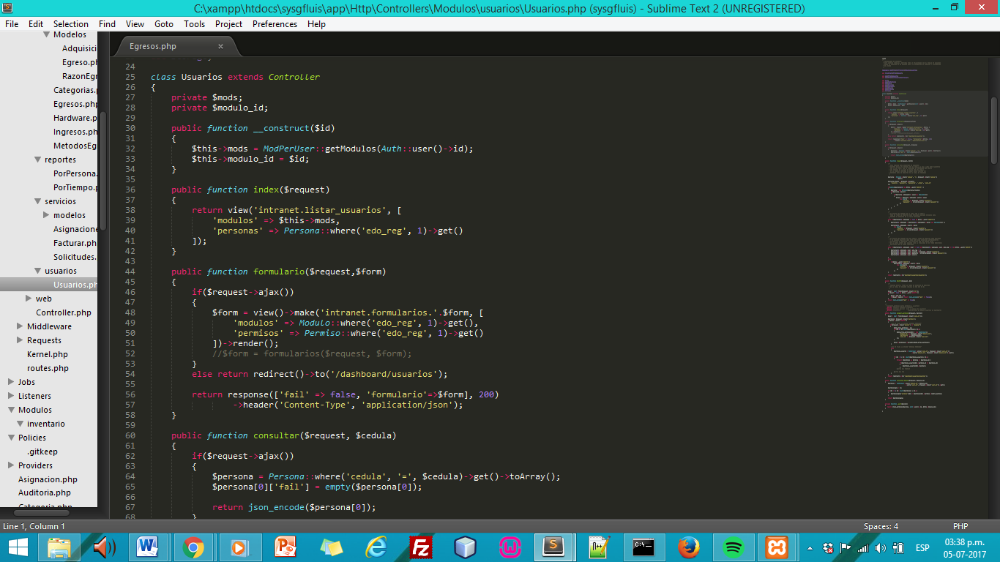 C:\xampp\htdocs\sysgfluis\app\Http\Controllers\Modulos\usuarios\Usuarios.php (sysgfluis) - Sublime Text 2 (UNREGISTERED)
File Edit Selection Find View Goto Tools Project Preferences Help
Modelos
Adquisici
Egreso.ph
RazonEgr
Categorias.p
Egresos.php
Hardware.p
Ingresos.ph
MetodosEg
reportes
PorPersona.
PorTiempo.p
servicios
modelos
Asignacione
Facturar.ph
Solicitudes.
usuarios
Usuarios.ph
web
Controller.php
Middleware
Requests
Kernel.php
routes.php
Jobs
Listeners
Modulos
inventario
Policies
.gitkeep
Providers
Asignacion.php
Auditoria.php
Categoria.php
Egresos.php ×
24
25 class Usuarios extends Controller
26 {
27 private $mods;
28 private $modulo_id;
29
30 public function __construct($id)
31 {
32 $this->mods = ModPerUser::getModulos(Auth::user()->id);
33 $this->modulo_id = $id;
34 }
35
36 public function index($request)
37 {
38 return view('intranet.listar_usuarios', [
39 'modulos' => $this->mods,
40 'personas' => Persona::where('edo_reg', 1)->get()
41 ]);
42 }
43
44 public function formulario($request,$form)
45 {
46 if($request->ajax())
47 {
48 $form = view()->make('intranet.formularios.'.$form, [
49 'modulos' => Modulo::where('edo_reg', 1)->get(),
50 'permisos' => Permiso::where('edo_reg', 1)->get()
51 ])->render();
52 //$form = formularios($request, $form);
53 }
54 else return redirect()->to('/dashboard/usuarios');
55
56 return response(['fail' => false, 'formulario'=>$form], 200)
57 ->header('Content-Type', 'application/json');
58 }
59
60 public function consultar($request, $cedula)
61 {
62 if($request->ajax())
63 {
64 $persona = Persona::where('cedula', '=', $cedula)->get()->toArray();
65 $persona[0]['fail'] = empty($persona[0]);
66
67 return json_encode($persona[0]);
68 }
Line 1, Column 1 Spaces: 4 PHP
ESP 03:38 p.m.
05-07-2017